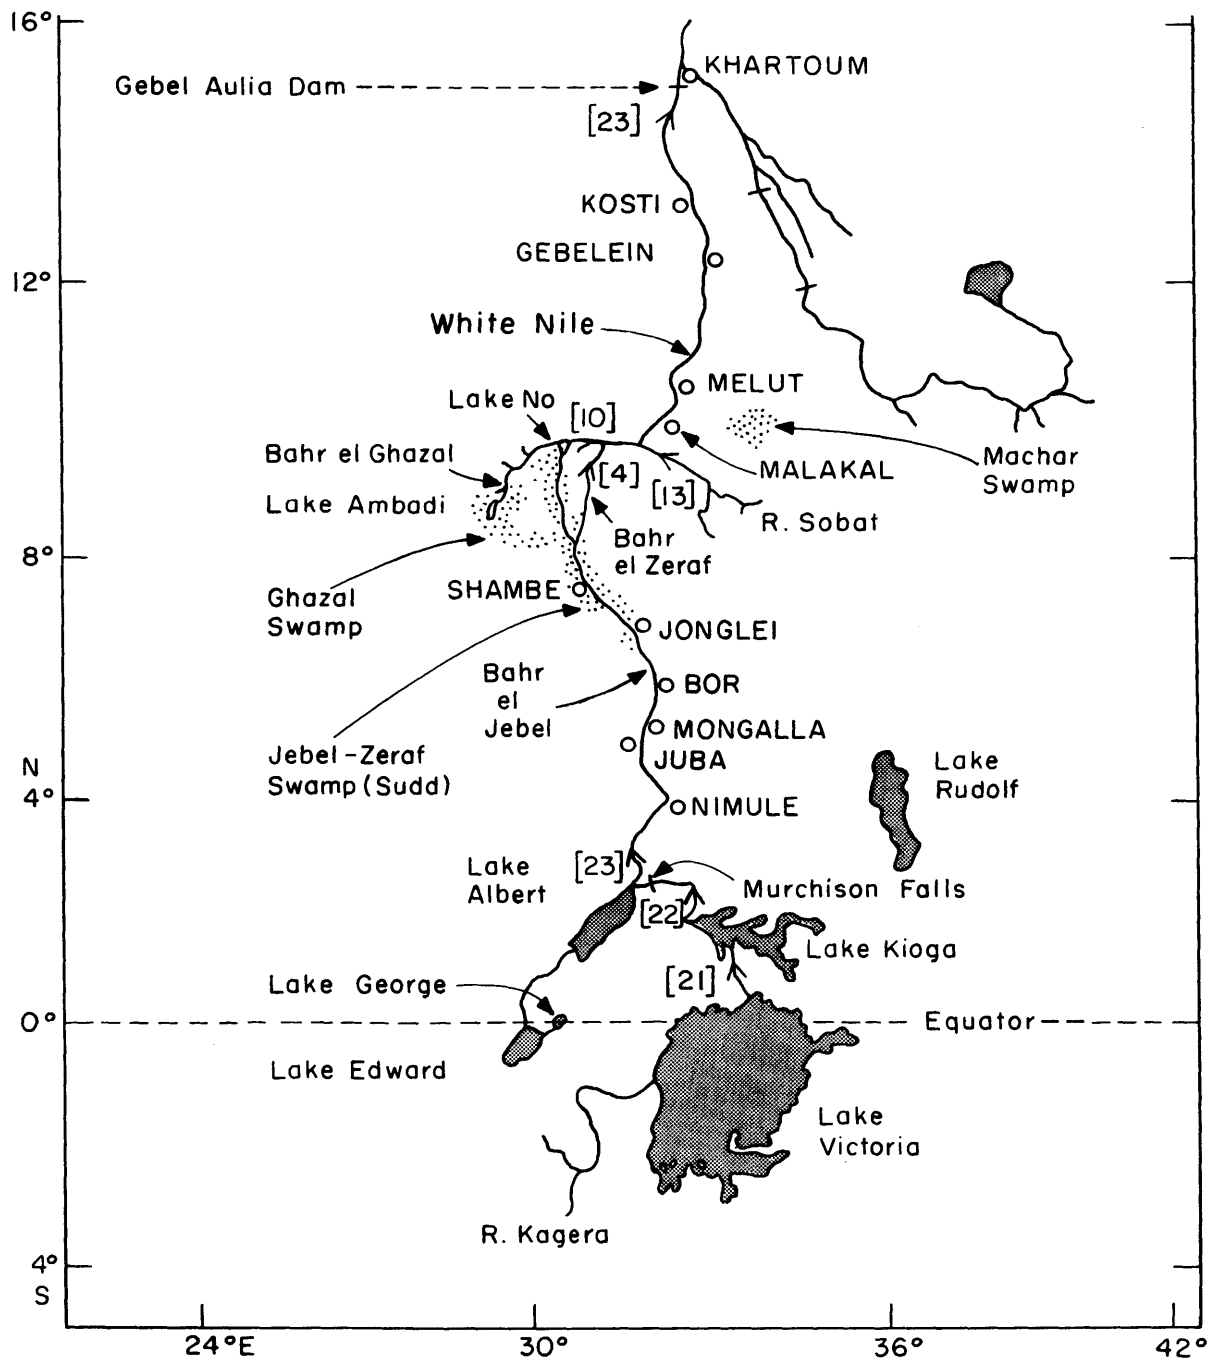 16°
KHARTOUM
Gebel Aulia Dam
[23]
KOSTI
GEBELEIN
12°
White Nile
MELUT
Lake No
[10]
Bahr el Ghazal
[4]
MALAKAL
Machar
Swamp
Lake Ambadi
[13]
R. Sobat
Bahr
el Zeraf
8°
Ghazal
Swamp
SHAMBE
JONGLEI
Bahr
el
Jebel
BOR
MONGALLA
JUBA
Jebel-Zeraf
Swamp (Sudd)
N
4°
Lake
Rudolf
NIMULE
Lake
Albert
[23]
Murchison Falls
[22]
Lake Kioga
Lake George
[21]
0°
Equator
Lake Edward
Lake
Victoria
R. Kagera
4°
S
24°E
30°
36°
42°